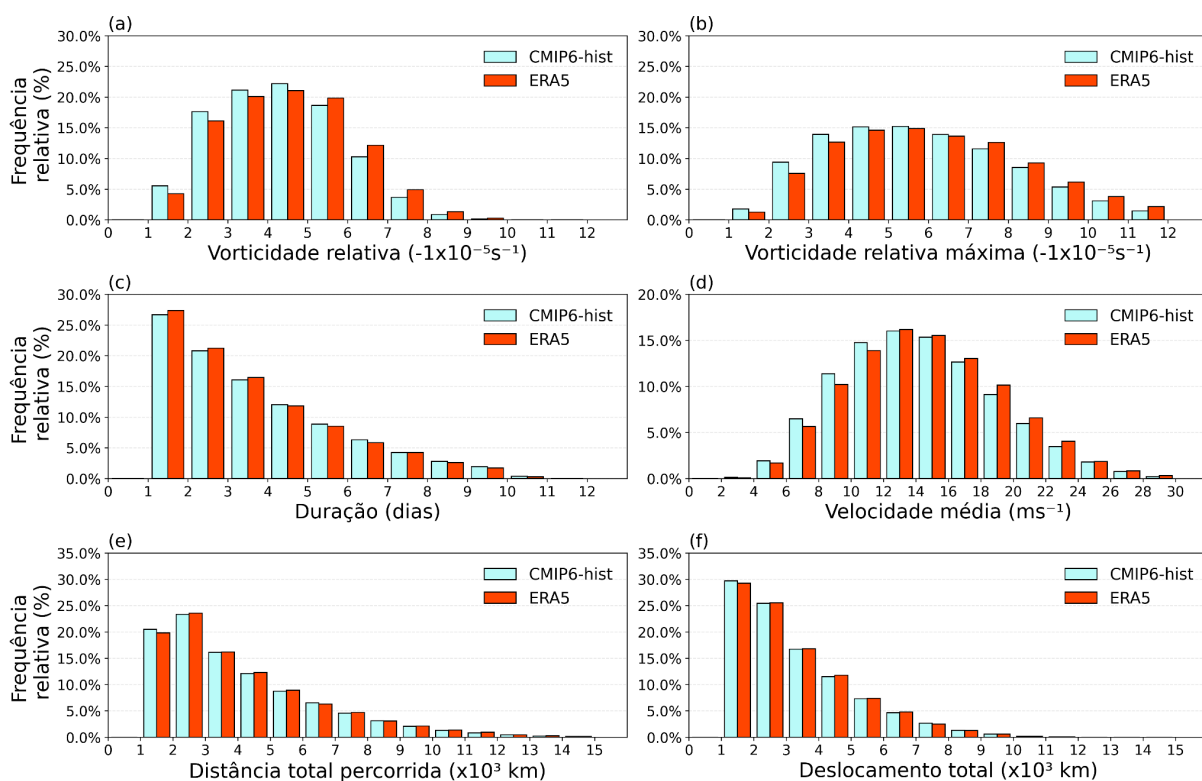 (a)
30.0%
25.0%
20.0%
15.0%
10.0%
5.0%
0.0%
Frequência
relativa (%)
CMIP6-hist
ERA5
0 1 2 3 4 5 6 7 8 9 10 11 12
Vorticidade relativa (-1x10⁻⁵s⁻¹)
(b)
30.0%
25.0%
20.0%
15.0%
10.0%
5.0%
0.0%
CMIP6-hist
ERA5
0 1 2 3 4 5 6 7 8 9 10 11 12
Vorticidade relativa máxima (-1x10⁻⁵s⁻¹)
(c)
30.0%
25.0%
20.0%
15.0%
10.0%
5.0%
0.0%
Frequência
relativa (%)
CMIP6-hist
ERA5
0 1 2 3 4 5 6 7 8 9 10 11 12
Duração (dias)
(d)
20.0%
15.0%
10.0%
5.0%
0.0%
CMIP6-hist
ERA5
0 2 4 6 8 10 12 14 16 18 20 22 24 26 28 30
Velocidade média (ms⁻¹)
(e)
35.0%
30.0%
25.0%
20.0%
15.0%
10.0%
5.0%
0.0%
Frequência
relativa (%)
CMIP6-hist
ERA5
0 1 2 3 4 5 6 7 8 9 10 11 12 13 14 15
Distância total percorrida (x10³ km)
(f)
35.0%
30.0%
25.0%
20.0%
15.0%
10.0%
5.0%
0.0%
CMIP6-hist
ERA5
0 1 2 3 4 5 6 7 8 9 10 11 12 13 14 15
Deslocamento total (x10³ km)